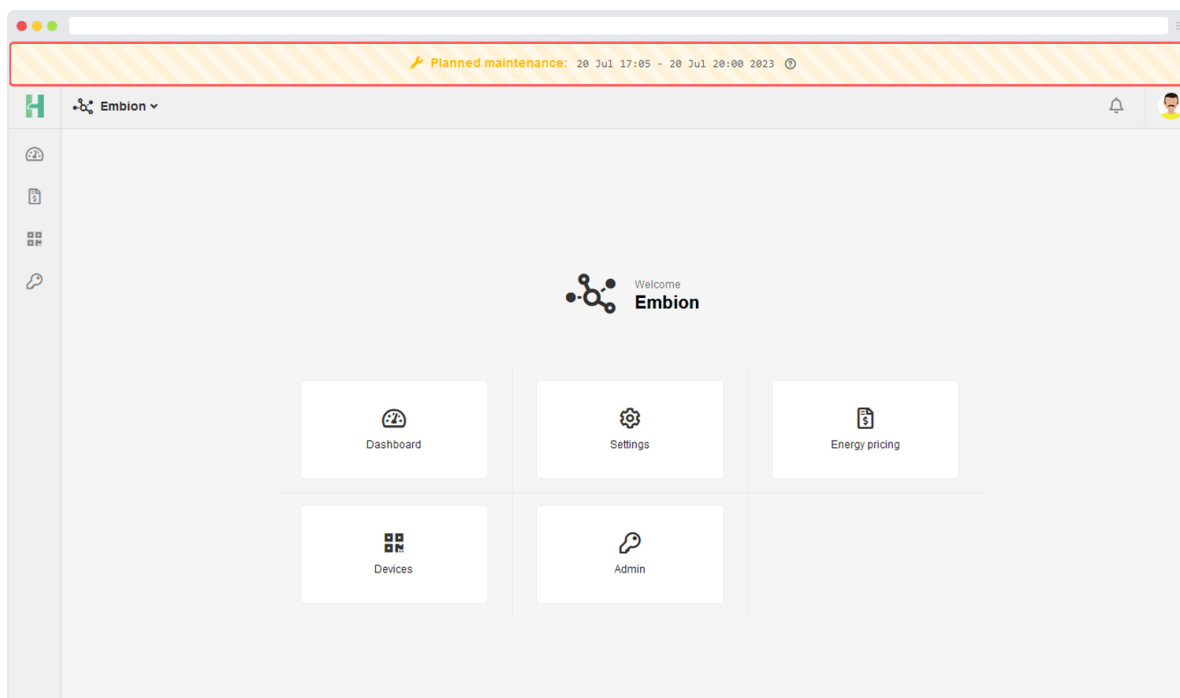 Planned maintenance: 20 Jul 17:05 - 20 Jul 20:00 2023
Embion
Welcome
Embion
Dashboard
Settings
Energy pricing
Devices
Admin